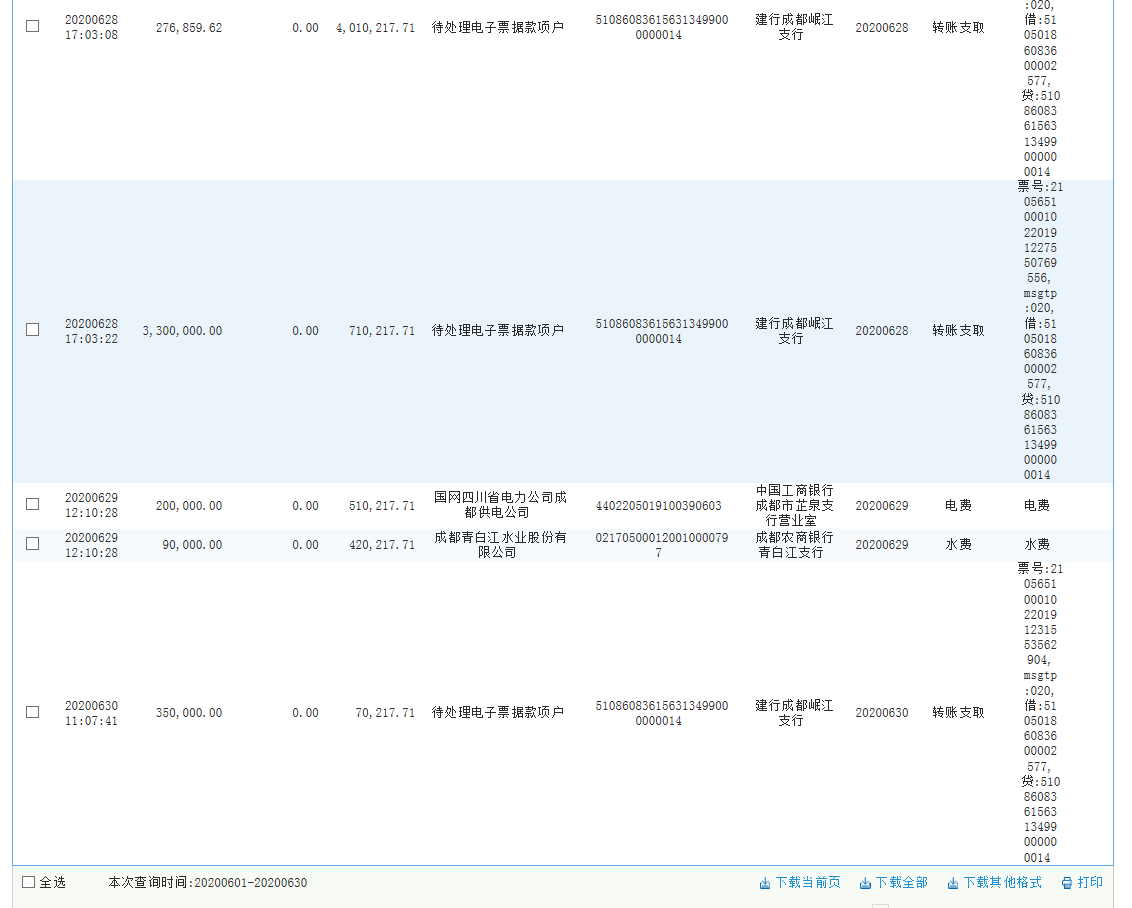 :020,
借:51
05018
60836
00002
577,
贷:510
86083
61563
13499
00000
0014
20200628
17:03:08
276,859.62
0.00
4,010,217.71
待处理电子票据款项户
51086083615631349900
0000014
建行成都岷江
支行
20200628
转账支取
票号:21
05651
00010
22019
12275
50769
556,
msgtp
:020,
借:51
05018
60836
00002
577,
贷:510
86083
61563
13499
00000
0014
20200628
17:03:22
3,300,000.00
0.00
710,217.71
待处理电子票据款项户
51086083615631349900
0000014
建行成都岷江
支行
20200628
转账支取
20200629
12:10:28
200,000.00
0.00
510,217.71
国网四川省电力公司成
都供电公司
4402205019100390603
中国工商银行
成都市芷泉支
行营业室
20200629
电费
电费
20200629
12:10:28
90,000.00
0.00
420,217.71
成都青白江水业股份有
限公司
02170500012001000079
7
成都农商银行
青白江支行
20200629
水费
水费
票号:21
05651
00010
22019
12315
53562
904,
msgtp
:020,
借:51
05018
60836
00002
577,
贷:510
86083
61563
13499
00000
0014
20200630
11:07:41
350,000.00
0.00
70,217.71
待处理电子票据款项户
51086083615631349900
0000014
建行成都岷江
支行
20200630
转账支取
全选
本次查询时间:20200601-20200630
下载当前页
下载全部
下载其他格式
打印